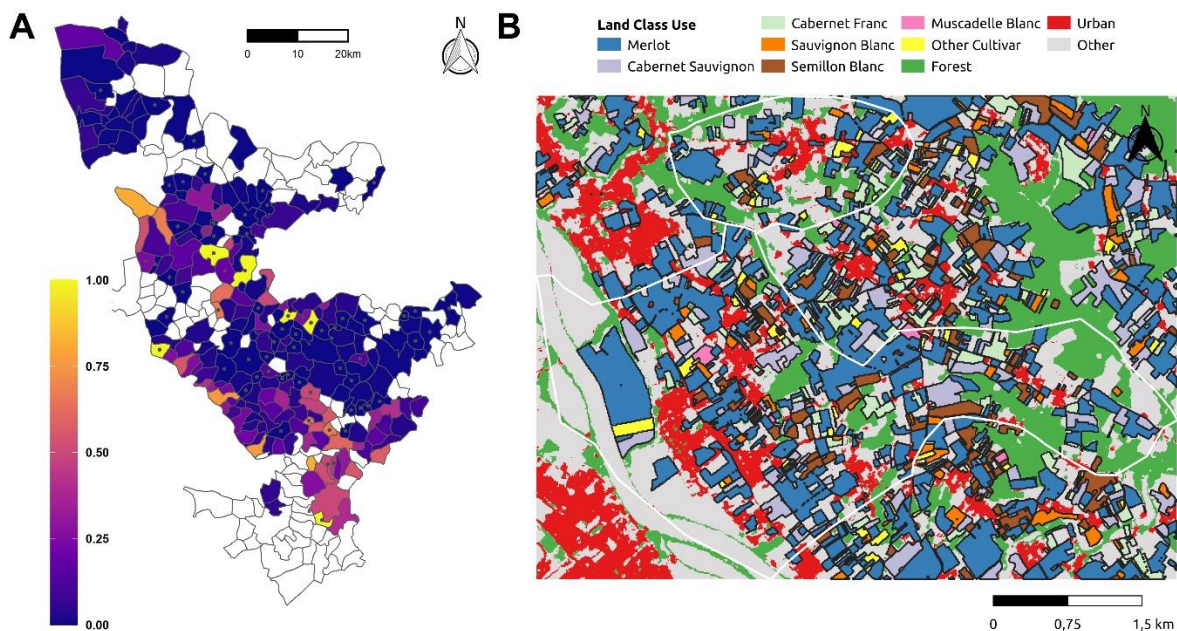 A
0
10
20km
N
1.00
0.75
0.50
0.25
0.00
B
Land Class Use
Merlot
Cabernet Sauvignon
Cabernet Franc
Sauvignon Blanc
Semillon Blanc
Muscadelle Blanc
Other Cultivar
Forest
Urban
Other
N
0
0,75
1,5 km